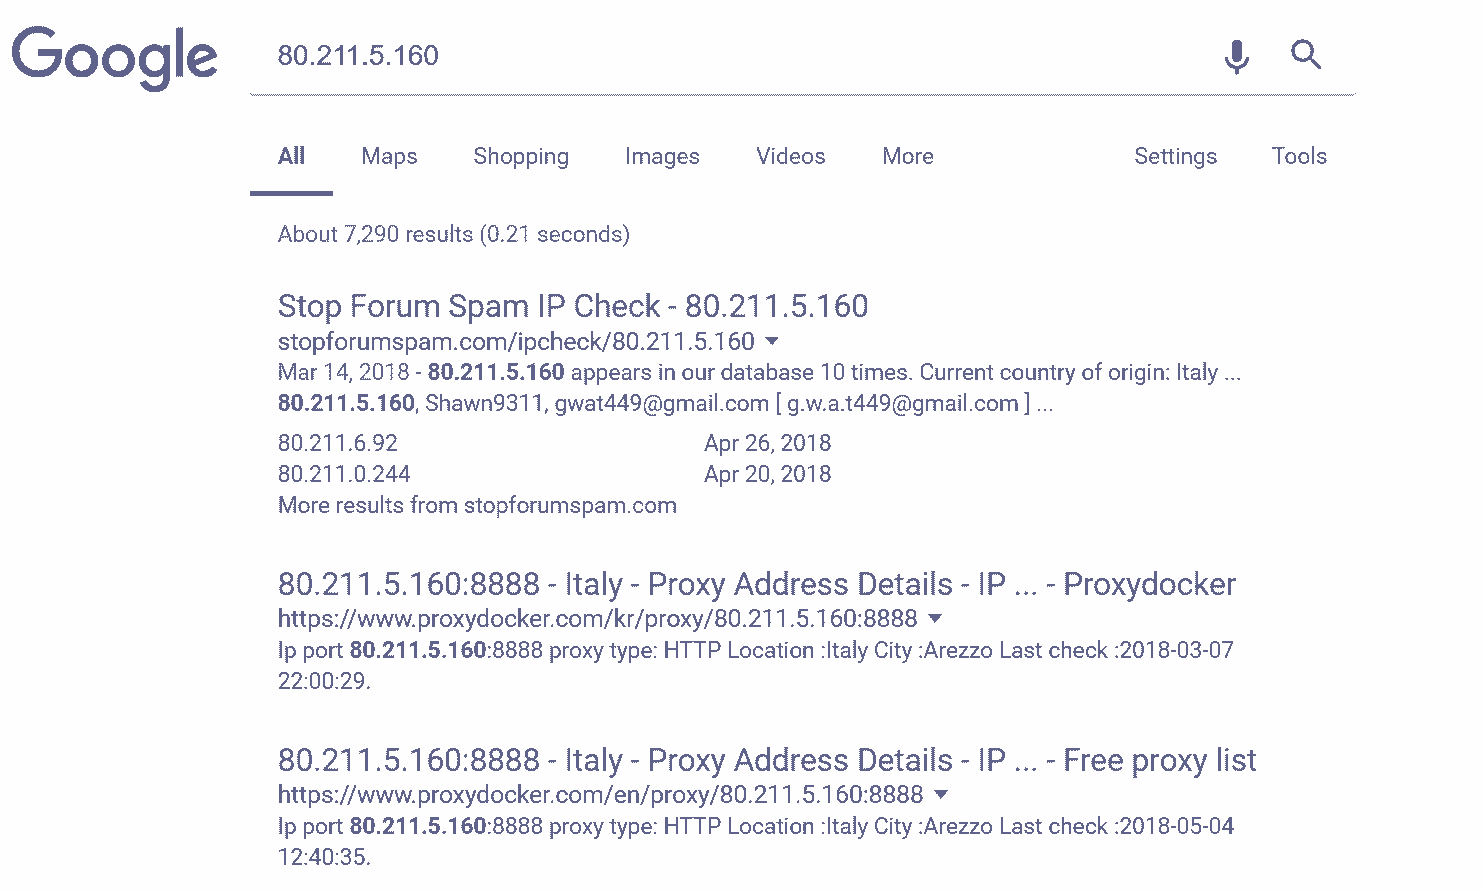 Google
80.211.5.160
All Maps Shopping Images Videos More Settings Tools
About 7,290 results (0.21 seconds)
Stop Forum Spam IP Check - 80.211.5.160
stopforumspam.com/ipcheck/80.211.5.160
Mar 14, 2018 - 80.211.5.160 appears in our database 10 times. Current country of origin: Italy ...
80.211.5.160, Shawn9311, gwat449@gmail.com [ g.w.a.t449@gmail.com ] ...
80.211.6.92 Apr 26, 2018
80.211.0.244 Apr 20, 2018
More results from stopforumspam.com
80.211.5.160:8888 - Italy - Proxy Address Details - IP ... - Proxydocker
https://www.proxydocker.com/kr/proxy/80.211.5.160:8888
Ip port 80.211.5.160:8888 proxy type: HTTP Location :Italy City :Arezzo Last check :2018-03-07
22:00:29.
80.211.5.160:8888 - Italy - Proxy Address Details - IP ... - Free proxy list
https://www.proxydocker.com/en/proxy/80.211.5.160:8888
Ip port 80.211.5.160:8888 proxy type: HTTP Location :Italy City :Arezzo Last check :2018-05-04
12:40:35.